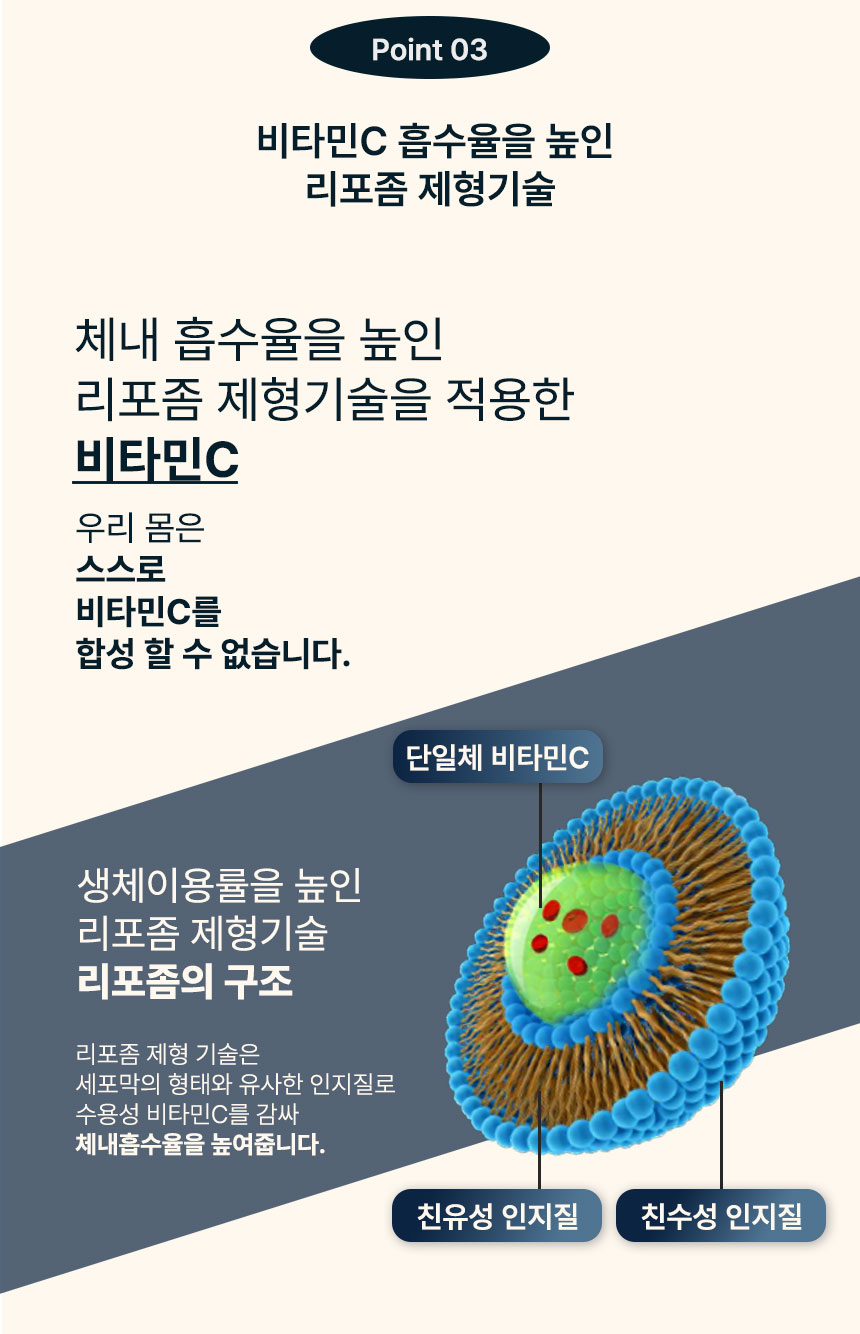 Point 03
비타민C 흡수율을 높인
리포좀 제형기술
체내 흡수율을 높인
리포좀 제형기술을 적용한
비타민C
우리 몸은
스스로
비타민C를
합성 할 수 없습니다.
단일체 비타민C
생체이용률을 높인
리포좀 제형기술
리포좀의 구조
리포좀 제형 기술은
세포막의 형태와 유사한 인지질로
수용성 비타민C를 감싸
체내흡수율을 높여줍니다.
친유성 인지질
친수성 인지질